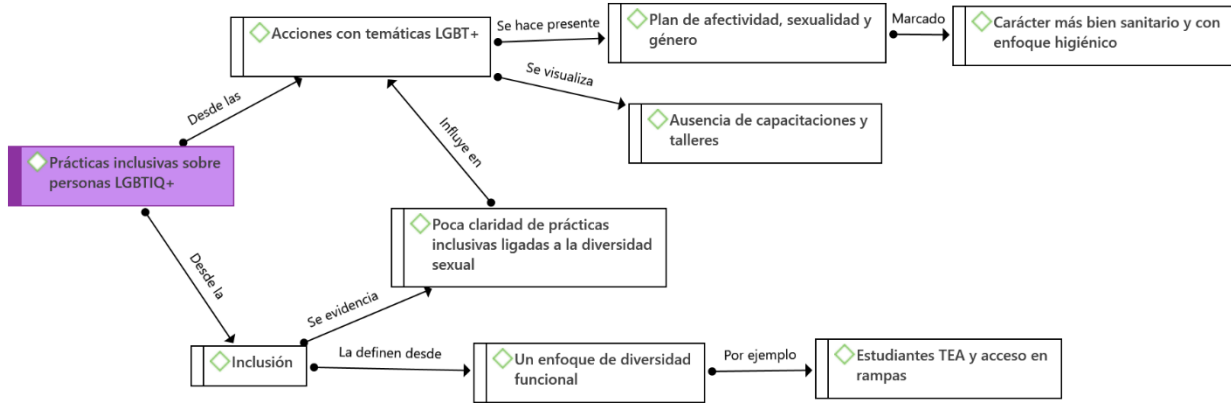 Acciones con temáticas LGBT+
Se hace presente
Plan de afectividad, sexualidad y
género
Marcado
Carácter más bien sanitario y con
enfoque higiénico
Se visualiza
Ausencia de capacitaciones y
talleres
Desde las
Influye en
Prácticas inclusivas sobre
personas LGBTIQ+
Desde la
Poca claridad de prácticas
inclusivas ligadas a la diversidad
sexual
Se evidencia
Inclusión
La definen desde
Un enfoque de diversidad
funcional
Por ejemplo
Estudiantes TEA y acceso en
rampas